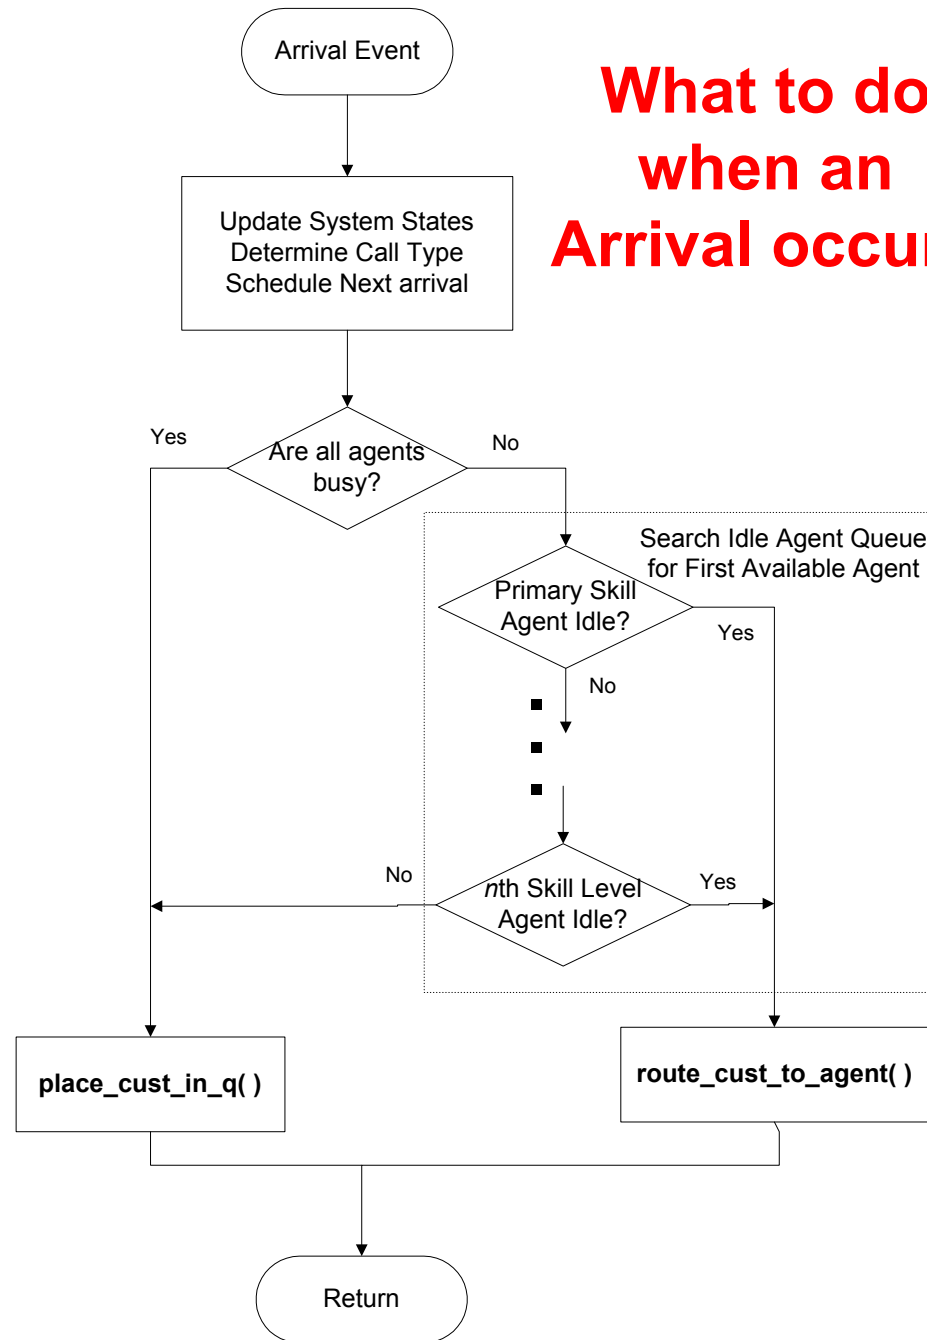 Arrival Event
What to do
when an
Arrival occur
Update System States
Determine Call Type
Schedule Next arrival
Yes
Are all agents
busy?
No
Search Idle Agent Queue
for First Available Agent
Primary Skill
Agent Idle?
Yes
No
No
nth Skill Level
Agent Idle?
Yes
place_cust_in_q( )
route_cust_to_agent( )
Return